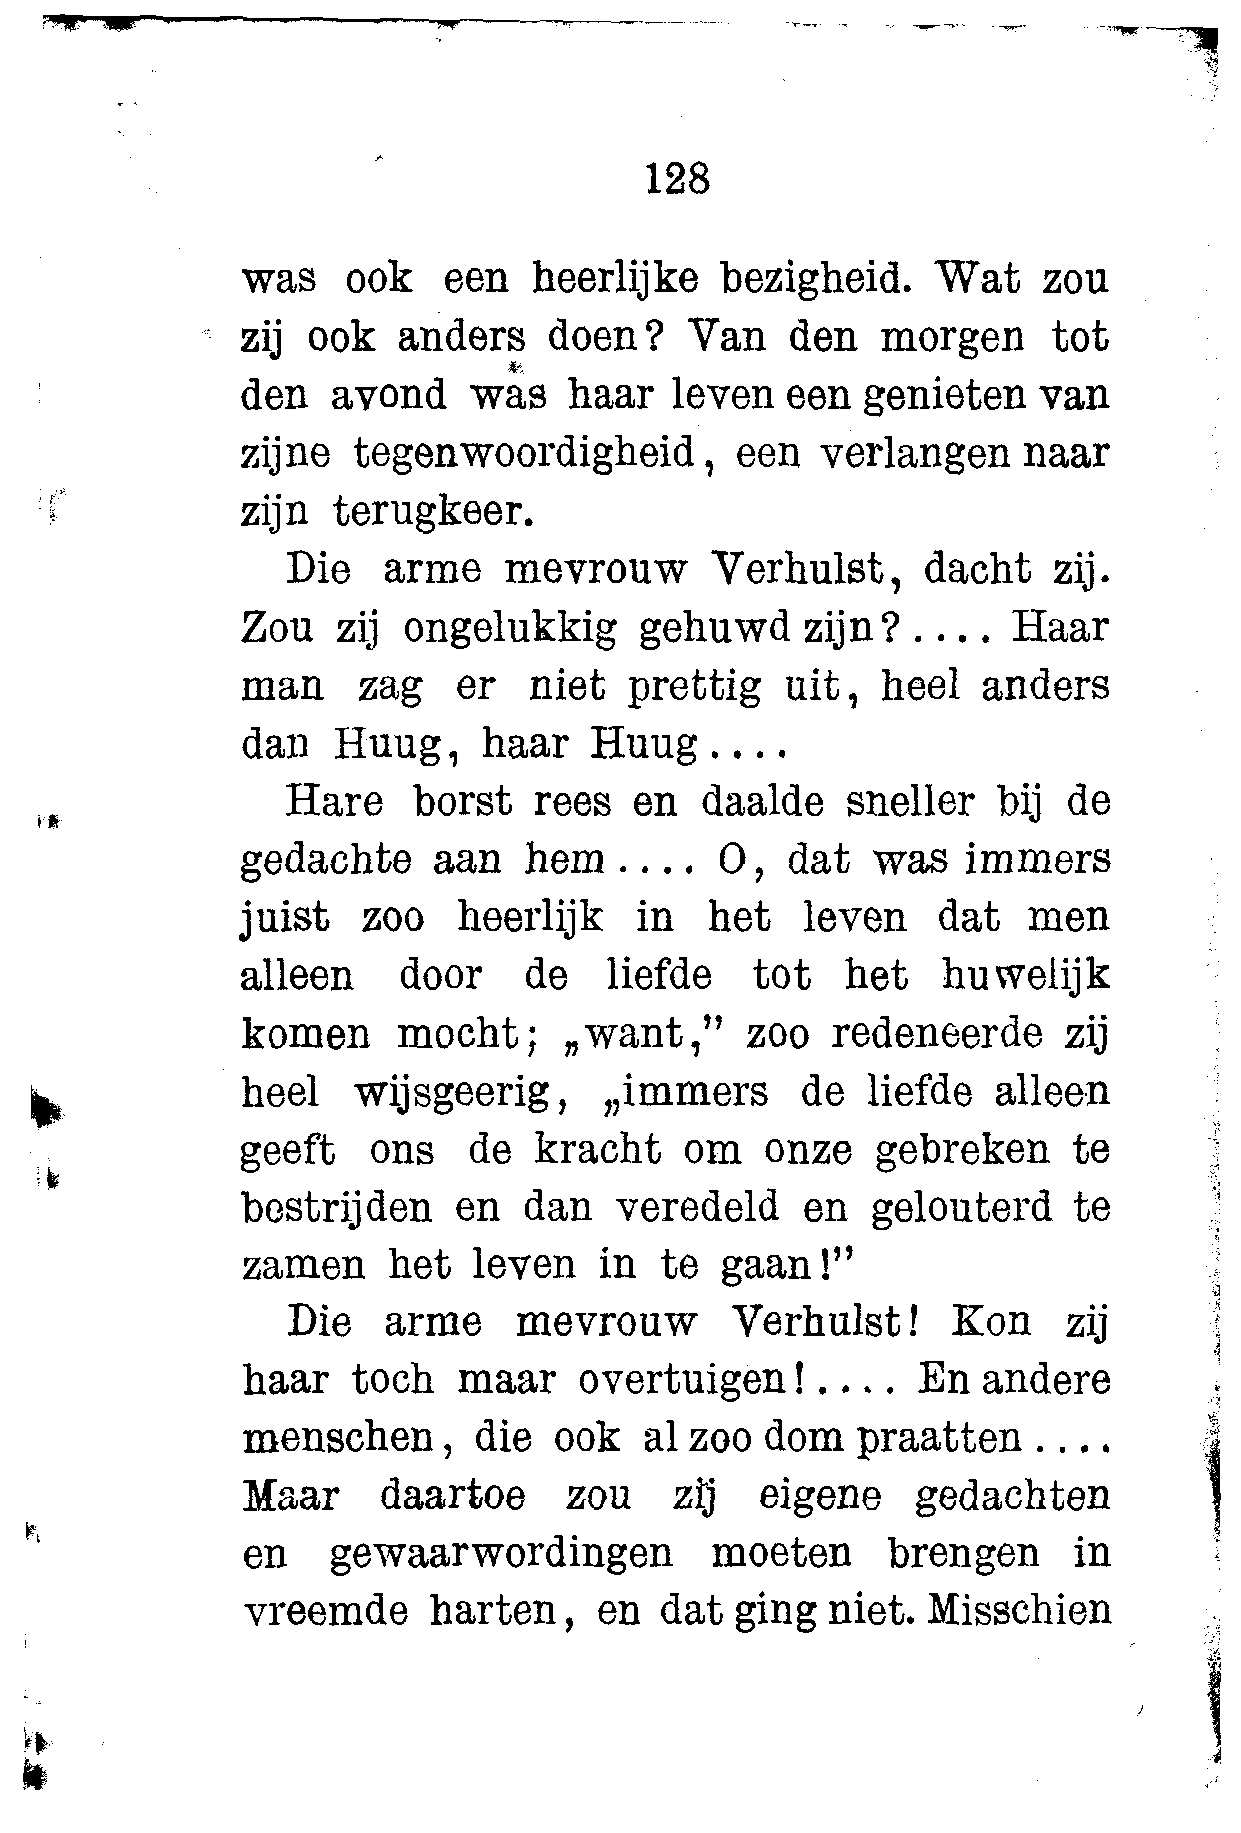 128
was ook een heerlijke bezigheid. Wat zou
zij ook anders doen? Van den morgen tot
den avond was haar leven een genieten van
zijne tegenwoordigheid, een verlangen naar
zijn terugkeer.
Die arme mevrouw Verhulst, dacht zij.
Zou zij ongelukkig gehuwd zijn?.... Haar
man zag er niet prettig uit, heel anders
dan Huug, haar Huug....
Hare borst rees en daalde sneller bij de
gedachte aan hem.... O, dat was immers
juist zoo heerlijk in het leven dat men
alleen door de liefde tot het huwelijk
komen mocht; „want,” zoo redeneerde zij
heel wijsgeerig, „immers de liefde alleen
geeft ons de kracht om onze gebreken te
bestrijden en dan veredeld en gelouterd te
zamen het leven in te gaan!”
Die arme mevrouw Verhulst! Kon zij
haar toch maar overtuigen!.... En andere
menschen, die ook al zoo dom praatten....
Maar daartoe zou zij eigene gedachten
en gewaarwordingen moeten brengen in
vreemde harten, en dat ging niet. Misschien